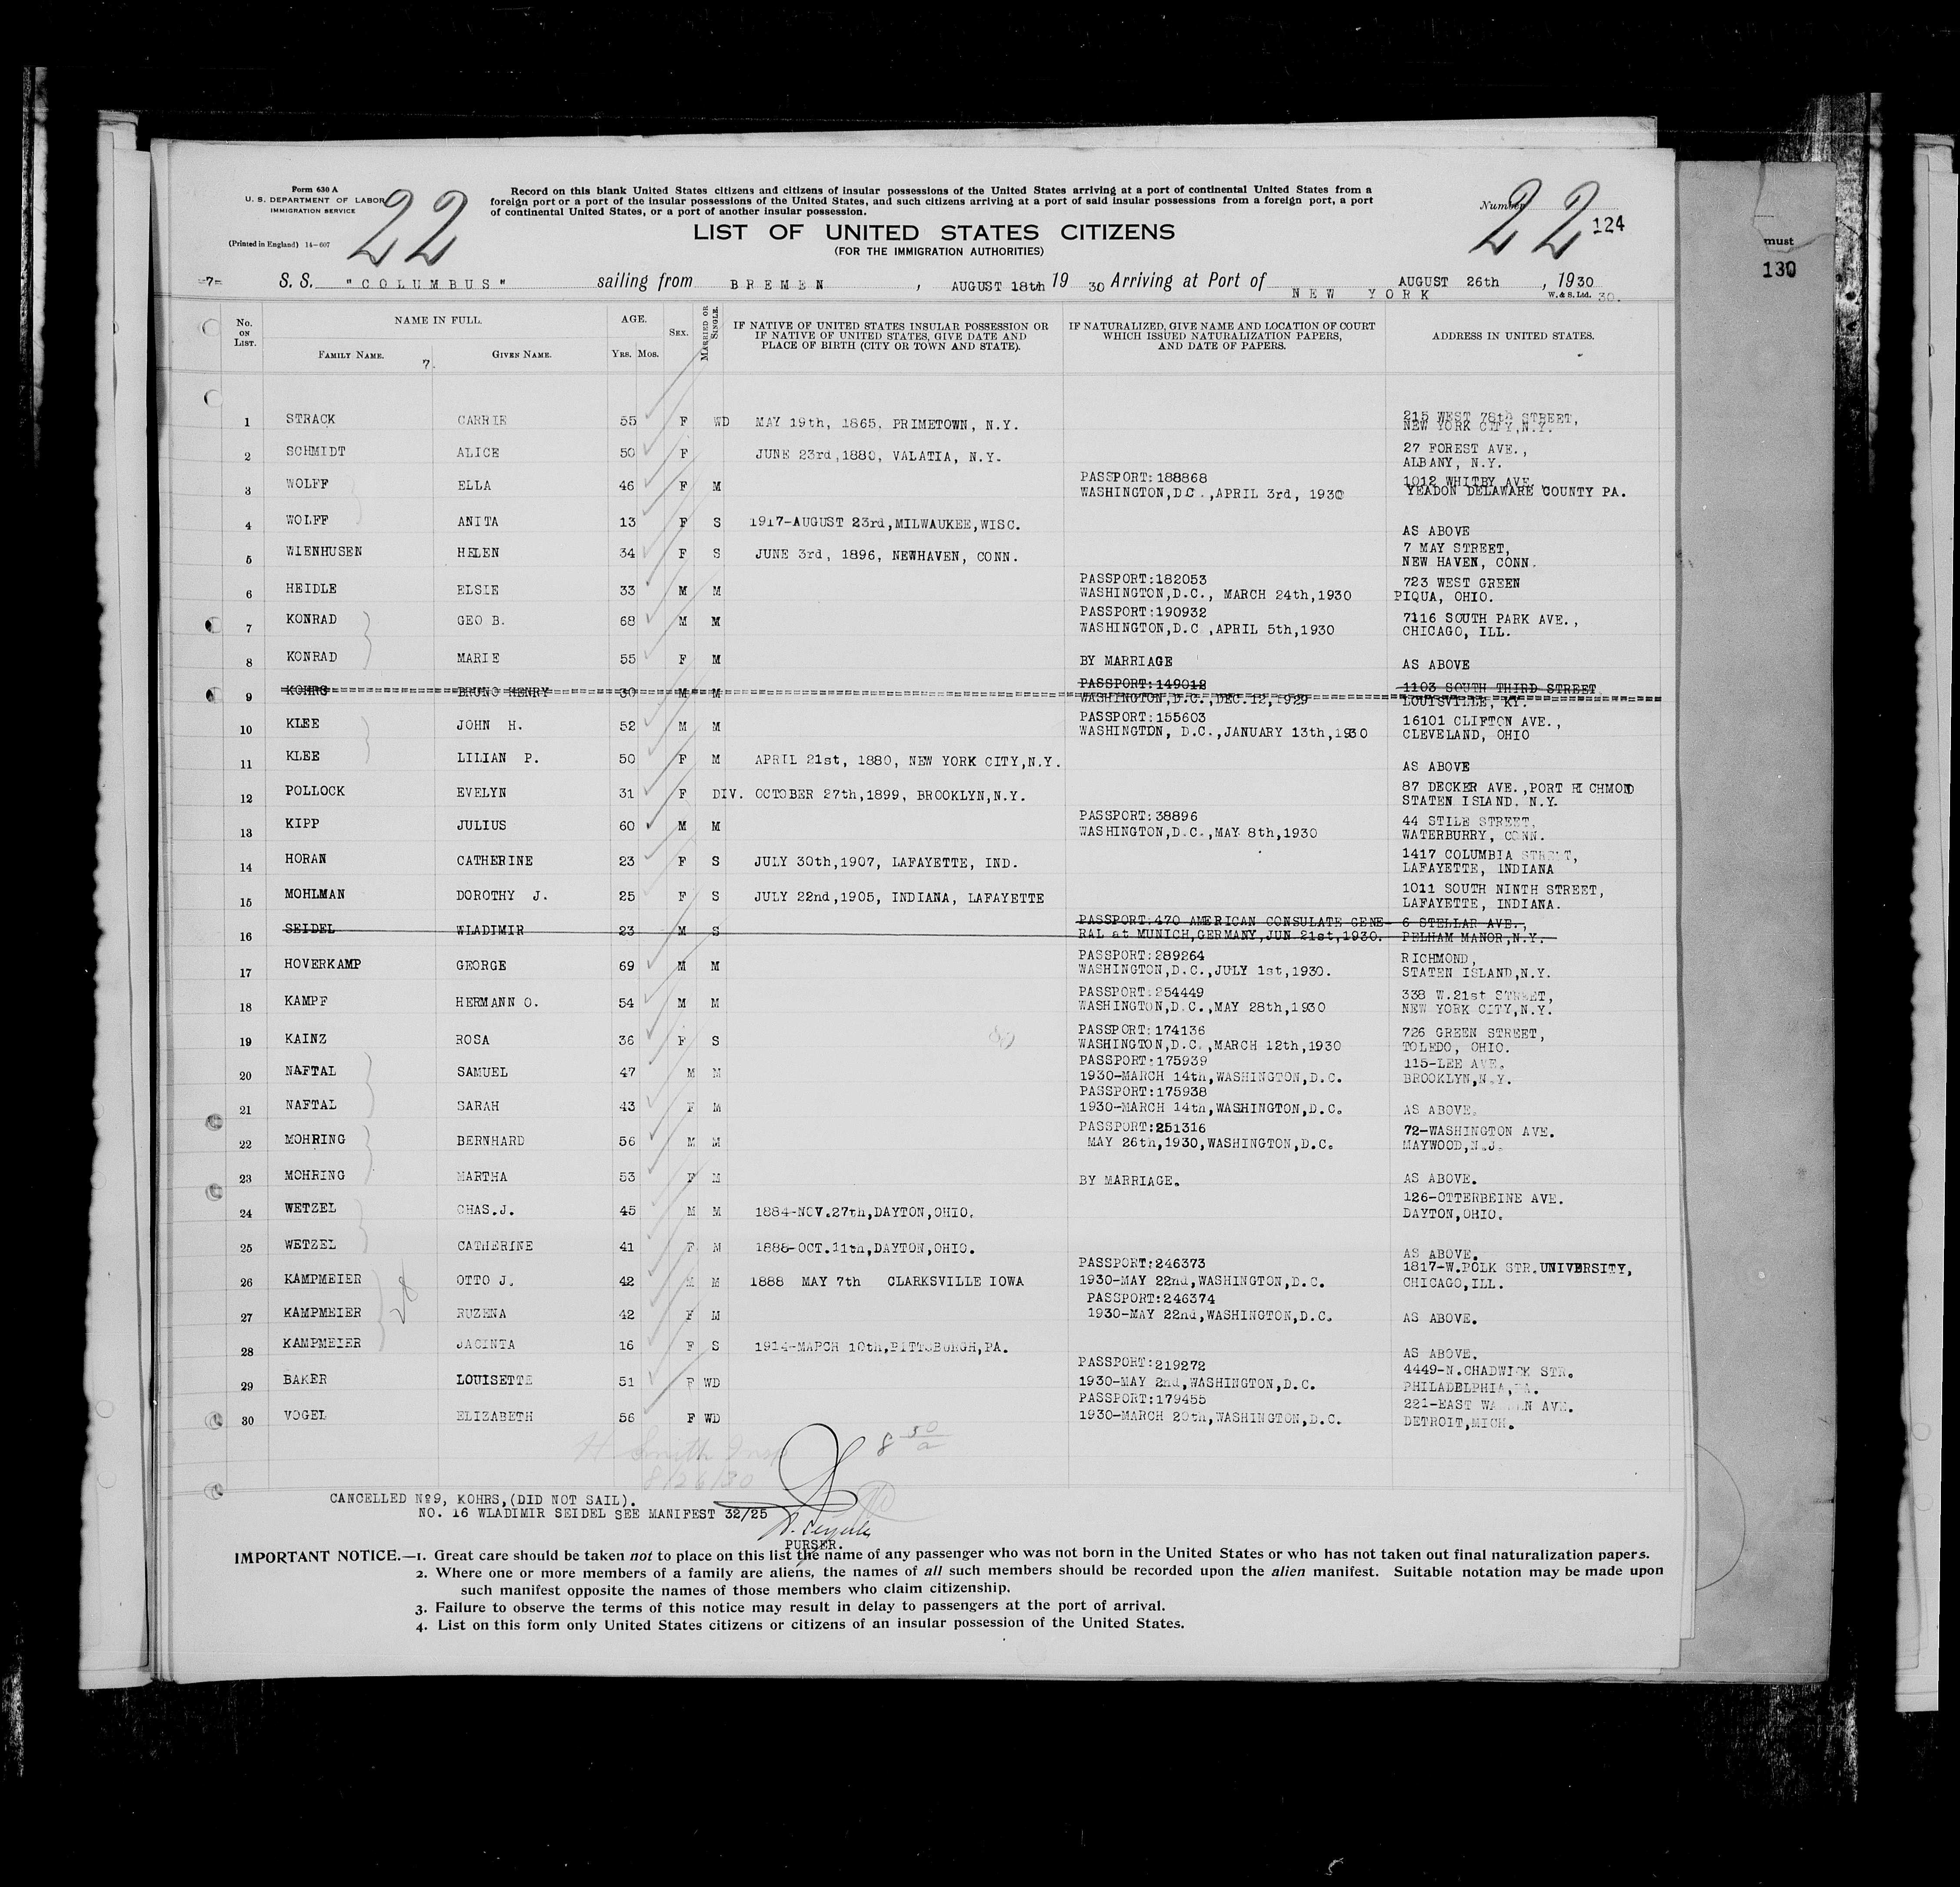 Form 630 A
U. S. DEPARTMENT OF LABOR
IMMIGRATION SERVICE
(Printed in England) 14-607
22
Record on this blank United States citizens and citizens of insular possessions of the United States arriving at a port of continental United States from a
foreign port or a port of the insular possessions of the United States, and such citizens arriving at a port of said insular possessions from a foreign port, a port
of continental United States, or a port of another insular possession.
LIST OF UNITED STATES CITIZENS
(FOR THE IMMIGRATION AUTHORITIES)
Number
22
124
must
130
-7- S. S. "COLUMBUS" sailing from BREMEN, AUGUST 18th 1930 Arriving at Port of NEW YORK AUGUST 26th, 1930
W. & S. Ltd. 30.
No. on List. NAME IN FULL. AGE. Sex. Married or Single. IF NATIVE OF UNITED STATES INSULAR POSSESSION OR IF NATIVE OF UNITED STATES, GIVE DATE AND PLACE OF BIRTH (CITY OR TOWN AND STATE). IF NATURALIZED, GIVE NAME AND LOCATION OF COURT WHICH ISSUED NATURALIZATION PAPERS, AND DATE OF PAPERS. ADDRESS IN UNITED STATES.
Family Name. 7. Given Name. Yrs. Mos.
1 STRACK CARRIE 55 F WD MAY 19th, 1865, PRIMETOWN, N.Y. 215 WEST 78th STREET, NEW YORK CITY,N.Y.
2 SCHMIDT ALICE 50 F JUNE 23rd,1880, VALATIA, N.Y. 27 FOREST AVE., ALBANY, N.Y.
3 WOLFF ELLA 46 F M PASSPORT:188868 WASHINGTON,D.C.,APRIL 3rd, 1930 1012 WHITBY AVE., YEADON DELAWARE COUNTY PA.
4 WOLFF ANITA 13 F S 1917-AUGUST 23rd,MILWAUKEE,WISC. AS ABOVE
5 WIENHUSEN HELEN 34 F S JUNE 3rd, 1896, NEWHAVEN, CONN. 7 MAY STREET, NEW HAVEN, CONN.
6 HEIDLE ELSIE 33 M M PASSPORT:182053 WASHINGTON,D.C., MARCH 24th,1930 723 WEST GREEN PIQUA, OHIO.
7 KONRAD GEO B. 68 M M PASSPORT:190932 WASHINGTON,D.C.,APRIL 5th,1930 7116 SOUTH PARK AVE., CHICAGO, ILL.
8 KONRAD MARIE 55 F M BY MARRIAGE AS ABOVE
9 KOHRS BRUNO HENRY 30 M M PASSPORT:149018 WASHINGTON,D.C.,DEC.12,1929 1103 SOUTH THIRD STREET LOUISVILLE, KY.
10 KLEE JOHN H. 52 M M PASSPORT:155603 WASHINGTON, D.C.,JANUARY 13th,1930 16101 CLIFTON AVE., CLEVELAND, OHIO
11 KLEE LILIAN P. 50 F M APRIL 21st, 1880, NEW YORK CITY,N.Y. AS ABOVE
12 POLLOCK EVELYN 31 F DIV. OCTOBER 27th,1899, BROOKLYN,N.Y. 87 DECKER AVE.,PORT RICHMOND STATEN ISLAND. N.Y.
13 KIPP JULIUS 60 M M PASSPORT:38896 WASHINGTON,D.C.,MAY 8th,1930 44 STILE STREET, WATERBURRY, CONN.
14 HORAN CATHERINE 23 F S JULY 30th,1907, LAFAYETTE, IND. 1417 COLUMBIA STREET, LAFAYETTE, INDIANA
15 MOHLMAN DOROTHY J. 25 F S JULY 22nd,1905, INDIANA, LAFAYETTE 1011 SOUTH NINTH STREET, LAFAYETTE, INDIANA.
16 SEIDEL WLADIMIR 23 M S PASSPORT:470 AMERICAN CONSULATE GENE- RAL at MUNICH,GERMANY,JUN 21st,1930. 6 STELLAR AVE., PELHAM MANOR,N.Y.
17 HOVERKAMP GEORGE 69 M M PASSPORT:289264 WASHINGTON,D.C.,JULY 1st,1930. RICHMOND, STATEN ISLAND,N.Y.
18 KAMPF HERMANN O. 54 M M PASSPORT:254449 WASHINGTON,D.C.,MAY 28th,1930 338 W.21st STREET, NEW YORK CITY,N.Y.
19 KAINZ ROSA 36 F S PASSPORT:174136 WASHINGTON,D.C.,MARCH 12th,1930 726 GREEN STREET, TOLEDO, OHIO.
20 NAFTAL SAMUEL 47 M M PASSPORT:175939 1930-MARCH 14th,WASHINGTON,D.C. 115-LEE AVE. BROOKLYN,N.Y.
21 NAFTAL SARAH 43 F M PASSPORT:175938 1930-MARCH 14th,WASHINGTON,D.C. AS ABOVE.
22 MOHRING BERNHARD 56 M M PASSPORT:251316 MAY 26th,1930,WASHINGTON,D.C. 72-WASHINGTON AVE. MAYWOOD,N.J.
23 MOHRING MARTHA 53 F M BY MARRIAGE. AS ABOVE.
24 WETZEL CHAS.J. 45 M M 1884-NOV.27th,DAYTON,OHIO. 126-OTTERBEINE AVE. DAYTON,OHIO.
25 WETZEL CATHERINE 41 F M 1888-OCT.11th,DAYTON,OHIO. AS ABOVE.
26 KAMPMEIER OTTO J. 42 M M 1888 MAY 7th CLARKSVILLE IOWA PASSPORT:246373 1930-MAY 22nd,WASHINGTON,D.C. 1817-W.POLK STR.UNIVERSITY, CHICAGO,ILL.
27 KAMPMEIER RUZENA 42 F M PASSPORT:246374 1930-MAY 22nd,WASHINGTON,D.C. AS ABOVE.
28 KAMPMEIER JACINTA 16 F S 1914-MARCH 10th,PITTSBURGH,PA. AS ABOVE.
29 BAKER LOUISETTE 51 F WD PASSPORT:219272 1930-MAY 2nd,WASHINGTON,D.C. 4449-N.CHADWICK STR. PHILADELPHIA,PA.
30 VOGEL ELIZABETH 56 F WD PASSPORT:179455 1930-MARCH 20th,WASHINGTON,D.C. 221-EAST AVE. DETROIT,MICH.
28
H Smith Insp
8/26/30
CANCELLED Nº9, KOHRS,(DID NOT SAIL).
NO. 16 WLADIMIR SEIDEL SEE MANIFEST 32/25
PURSER.
IMPORTANT NOTICE.—1. Great care should be taken not to place on this list the name of any passenger who was not born in the United States or who has not taken out final naturalization papers.
2. Where one or more members of a family are aliens, the names of all such members should be recorded upon the alien manifest. Suitable notation may be made upon
such manifest opposite the names of those members who claim citizenship.
3. Failure to observe the terms of this notice may result in delay to passengers at the port of arrival.
4. List on this form only United States citizens or citizens of an insular possession of the United States.